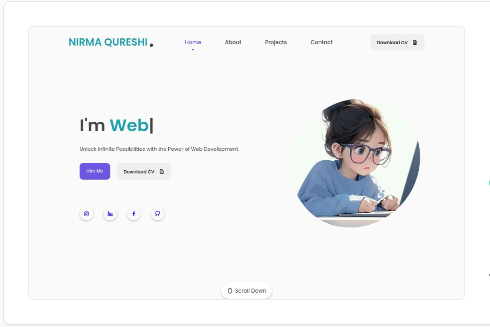 NIRMA QURESHI.
Home
About
Projects
Contact
Download CV
I'm Web|
Unlock Infinite Possibilities with the Power of Web Development
Hire Me
Download CV
Scroll Down